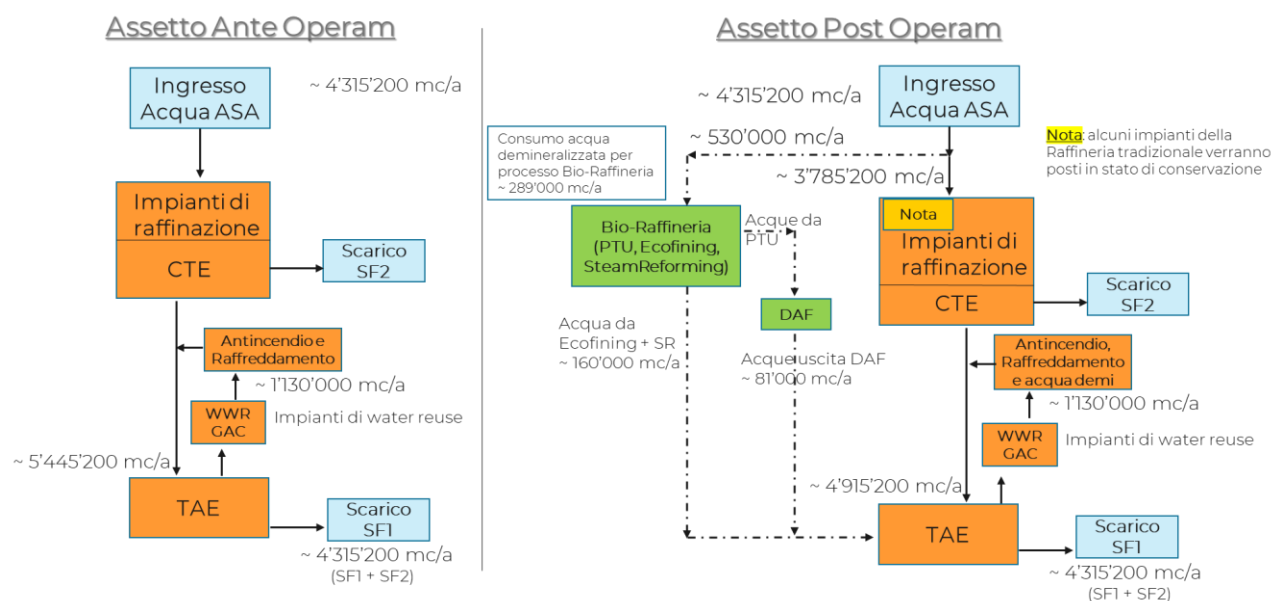 Assetto Ante Operam
Ingresso
Acqua ASA
~ 4'315'200 mc/a
Impianti di
raffinazione
CTE
Scarico
SF2
Antincendio e
Raffreddamento
~ 1'130'000 mc/a
WWR
GAC
Impianti di water reuse
~ 5'445'200 mc/a
TAE
Scarico
SF1
~ 4'315'200 mc/a
(SF1 + SF2)
Assetto Post Operam
~ 4'315'200 mc/a
Ingresso
Acqua ASA
Consumo acqua
demineralizzata per
processo Bio-Raffineria
~ 289'000 mc/a
~ 530'000 mc/a
~ 3'785'200 mc/a
Nota: alcuni impianti della
Raffineria tradizionale verranno
posti in stato di conservazione
Bio-Raffineria
(PTU, Ecofining,
SteamReforming)
Acque da
PTU
Nota
Impianti di
raffinazione
CTE
Scarico
SF2
DAF
Acqua da
Ecofining + SR
~ 160'000 mc/a
Acque uscita DAF
~ 81'000 mc/a
Antincendio,
Raffreddamento
e acqua demi
~ 1'130'000 mc/a
WWR
GAC
Impianti di water reuse
~ 4'915'200 mc/a
TAE
Scarico
SF1
~ 4'315'200 mc/a
(SF1 + SF2)